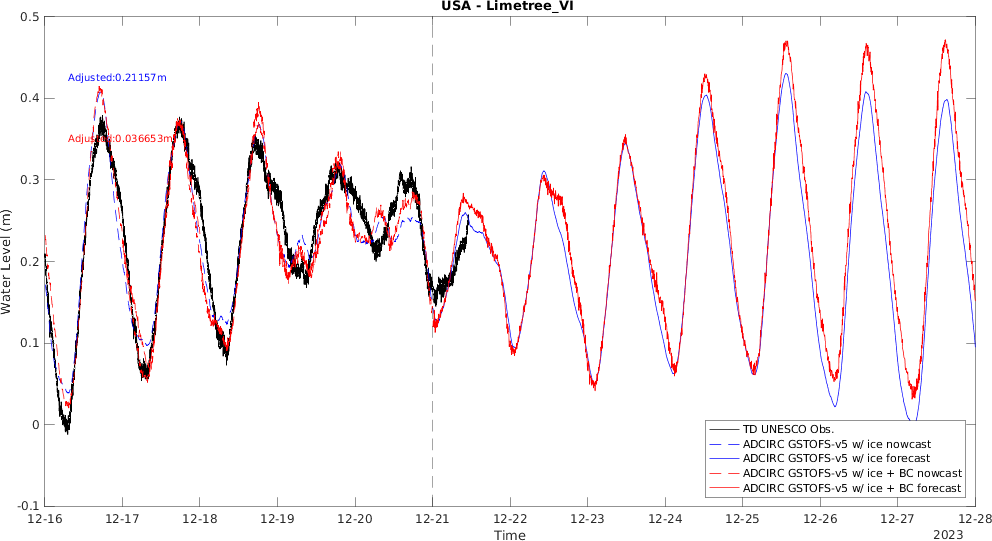 USA - Limetree_VI
0.5
0.4
0.3
0.2
0.1
0
-0.1
Water Level (m)
Adjusted:0.21157m
Adjusted:0.036653m
TD UNESCO Obs.
ADCIRC GSTOFS-v5 w/ ice nowcast
ADCIRC GSTOFS-v5 w/ ice forecast
ADCIRC GSTOFS-v5 w/ ice + BC nowcast
ADCIRC GSTOFS-v5 w/ ice + BC forecast
12-16 12-17 12-18 12-19 12-20 12-21 12-22 12-23 12-24 12-25 12-26 12-27 12-28
Time
2023